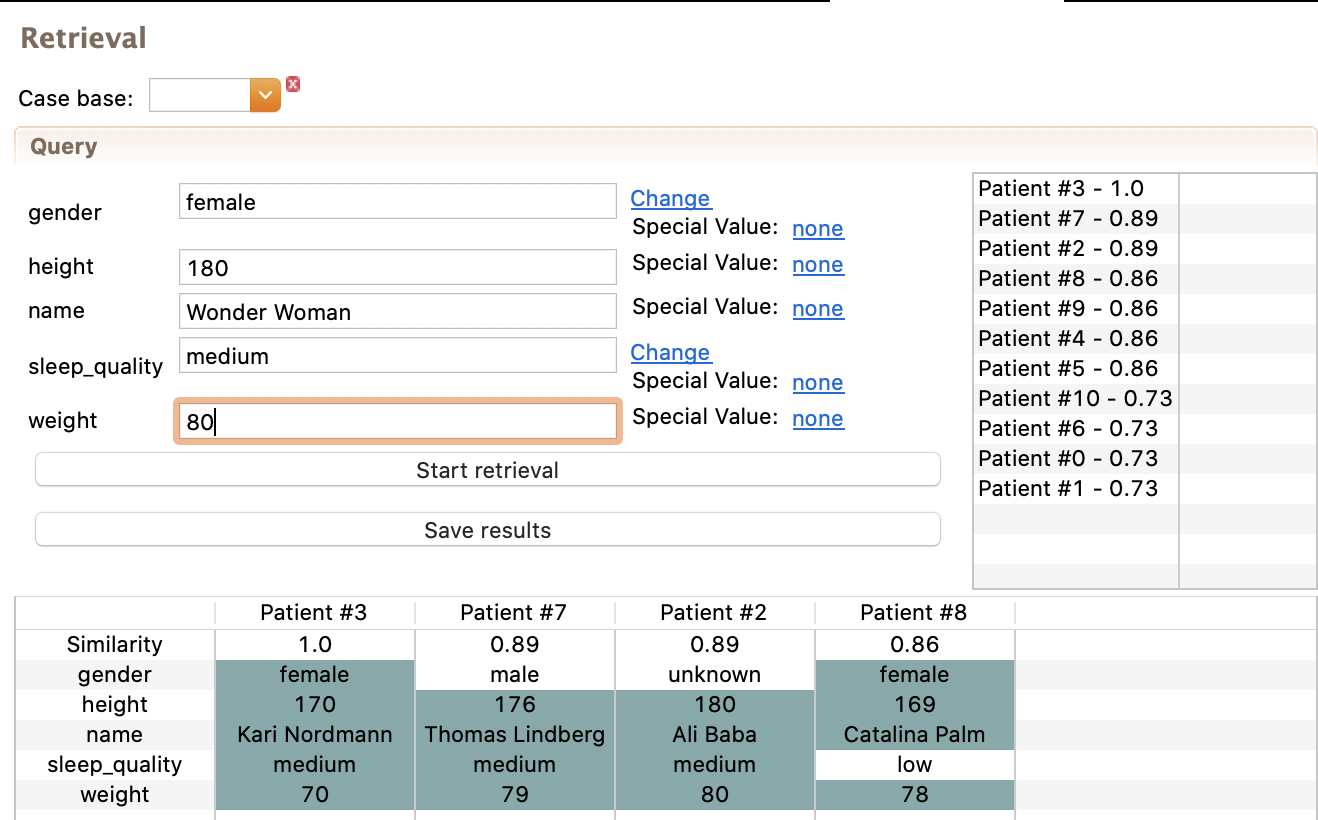 Retrieval
Case base:
Query
gender female Change
Special Value: none
height 180 Special Value: none
name Wonder Woman Special Value: none
sleep_quality medium Change
Special Value: none
weight 80 Special Value: none
Start retrieval
Save results
Patient #3 - 1.0
Patient #7 - 0.89
Patient #2 - 0.89
Patient #8 - 0.86
Patient #9 - 0.86
Patient #4 - 0.86
Patient #5 - 0.86
Patient #10 - 0.73
Patient #6 - 0.73
Patient #0 - 0.73
Patient #1 - 0.73
Patient #3 Patient #7 Patient #2 Patient #8
Similarity 1.0 0.89 0.89 0.86
gender female male unknown female
height 170 176 180 169
name Kari Nordmann Thomas Lindberg Ali Baba Catalina Palm
sleep_quality medium medium medium low
weight 70 79 80 78